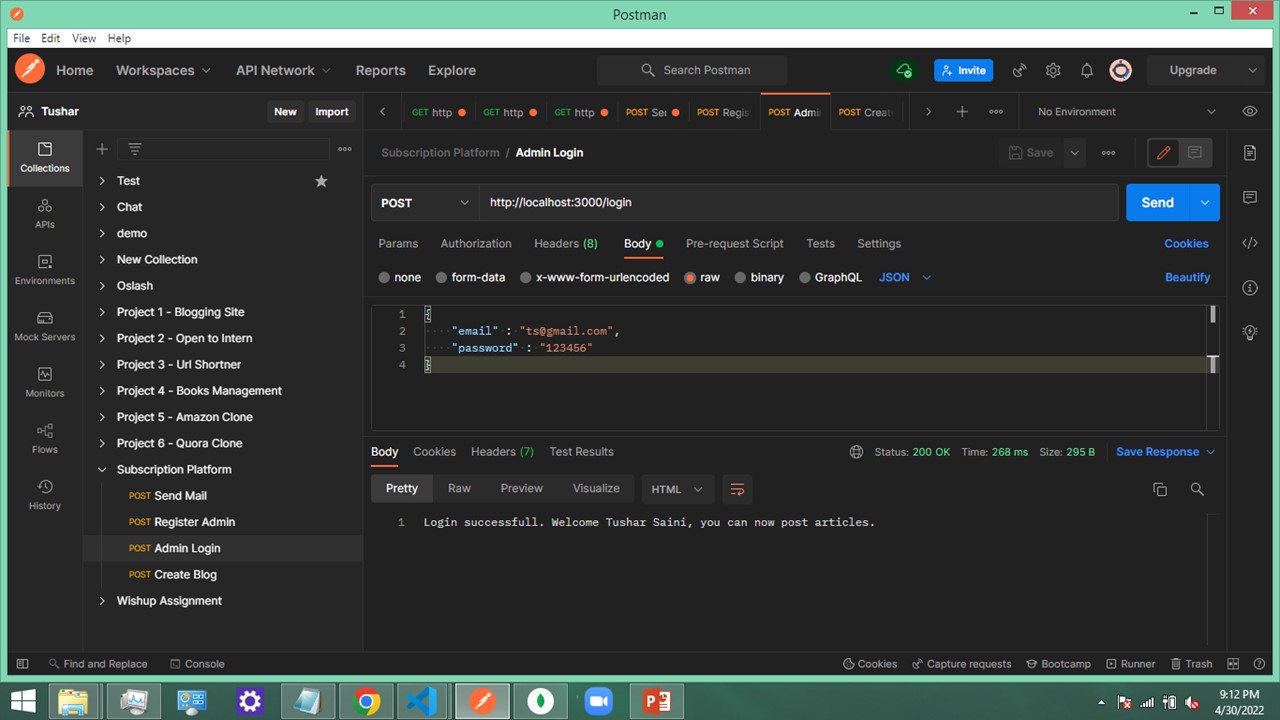 Postman
File Edit View Help
Home Workspaces API Network Reports Explore Search Postman Invite Upgrade
Tushar New Import GET http GET http GET http POST Ser POST Regis POST Admi POST Create No Environment
Subscription Platform / Admin Login Save
Collections
APIs
Environments
Mock Servers
Monitors
Flows
History
Test
Chat
demo
New Collection
Oslash
Project 1 - Blogging Site
Project 2 - Open to Intern
Project 3 - Url Shortner
Project 4 - Books Management
Project 5 - Amazon Clone
Project 6 - Quora Clone
Subscription Platform
POST Send Mail
POST Register Admin
POST Admin Login
POST Create Blog
Wishup Assignment
POST http://localhost:3000/login Send
Params Authorization Headers (8) Body Pre-request Script Tests Settings Cookies
none form-data x-www-form-urlencoded raw binary GraphQL JSON Beautify
1 {
2 "email" : "ts@gmail.com",
3 "password" : "123456"
4 }
Body Cookies Headers (7) Test Results Status: 200 OK Time: 268 ms Size: 295 B Save Response
Pretty Raw Preview Visualize HTML
1 Login successfull. Welcome Tushar Saini, you can now post articles.
Find and Replace Console Cookies Capture requests Bootcamp Runner Trash
9:12 PM
4/30/2022